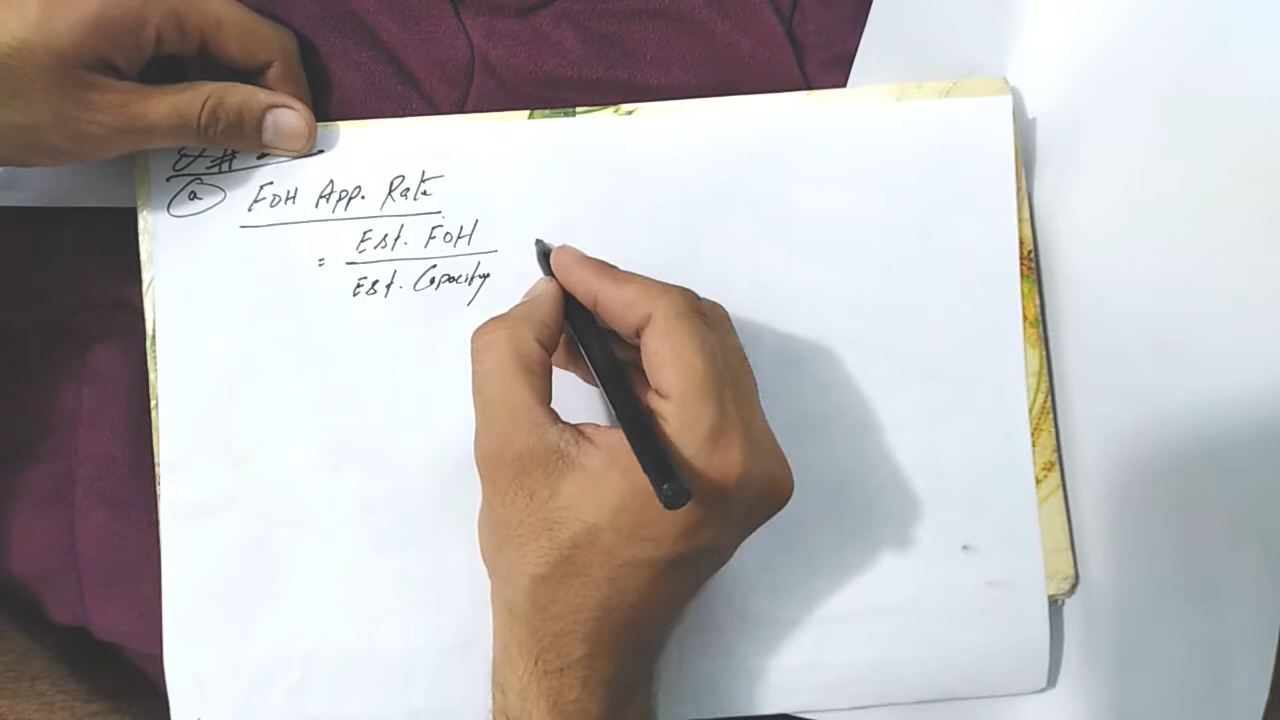 Q #
(a) FOH App. Rate
= Est. FOH
Est. Capacity